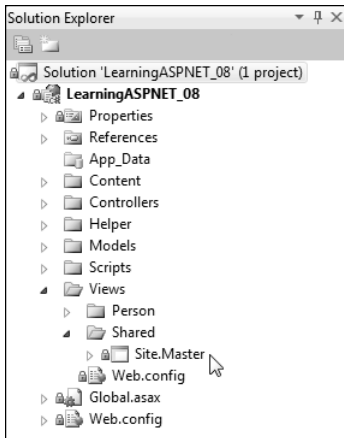 Solution Explorer
Solution 'LearningASPNET_08' (1 project)
LearningASPNET_08
Properties
References
App_Data
Content
Controllers
Helper
Models
Scripts
Views
Person
Shared
Site.Master
Web.config
Global.asax
Web.config